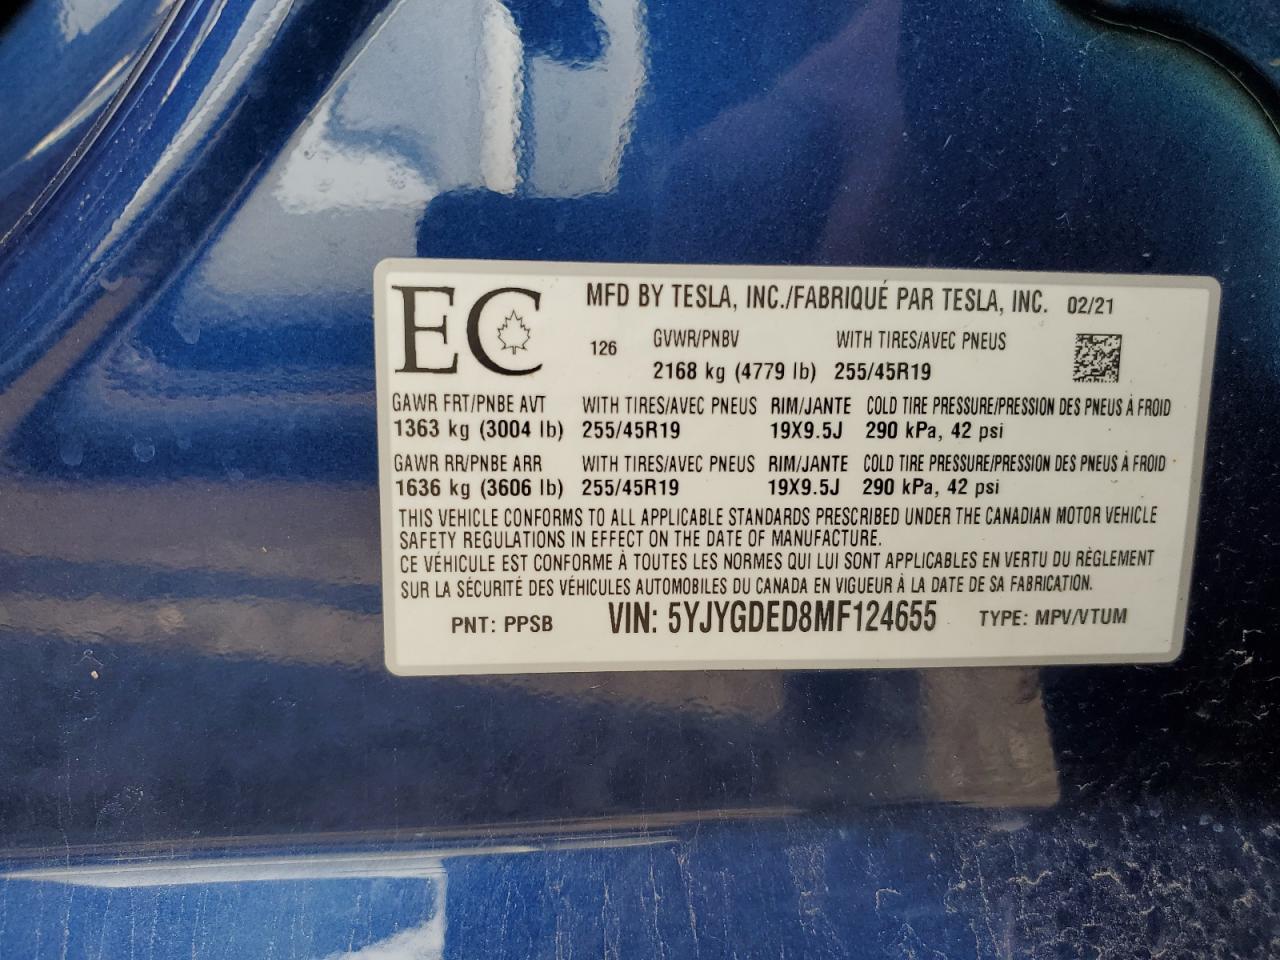 EC MFD BY TESLA, INC./FABRIQUÉ PAR TESLA, INC. 02/21
126 GVWR/PNBV WITH TIRES/AVEC PNEUS
2168 kg (4779 lb) 255/45R19
GAWR FRT/PNBE AVT WITH TIRES/AVEC PNEUS RIM/JANTE COLD TIRE PRESSURE/PRESSION DES PNEUS À FROID
1363 kg (3004 lb) 255/45R19 19X9.5J 290 kPa, 42 psi
GAWR RR/PNBE ARR WITH TIRES/AVEC PNEUS RIM/JANTE COLD TIRE PRESSURE/PRESSION DES PNEUS À FROID
1636 kg (3606 lb) 255/45R19 19X9.5J 290 kPa, 42 psi
THIS VEHICLE CONFORMS TO ALL APPLICABLE STANDARDS PRESCRIBED UNDER THE CANADIAN MOTOR VEHICLE
SAFETY REGULATIONS IN EFFECT ON THE DATE OF MANUFACTURE.
CE VÉHICULE EST CONFORME À TOUTES LES NORMES QUI LUI SONT APPLICABLES EN VERTU DU RÈGLEMENT
SUR LA SÉCURITÉ DES VÉHICULES AUTOMOBILES DU CANADA EN VIGUEUR À LA DATE DE SA FABRICATION.
PNT: PPSB VIN: 5YJYGDED8MF124655 TYPE: MPV/VTUM